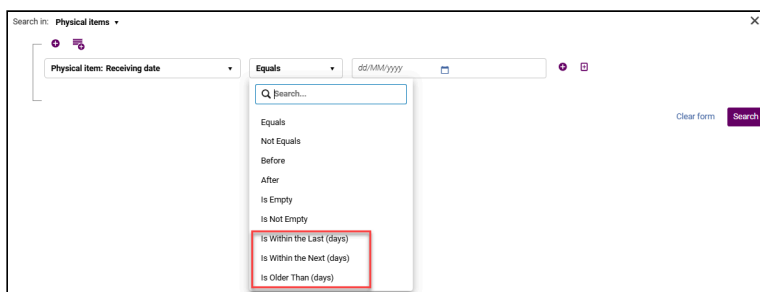 Search in: Physical items
Physical item: Receiving date Equals dd/MM/yyyy
Search...
Equals
Not Equals
Before
After
Is Empty
Is Not Empty
Is Within the Last (days)
Is Within the Next (days)
Is Older Than (days)
Clear form Search